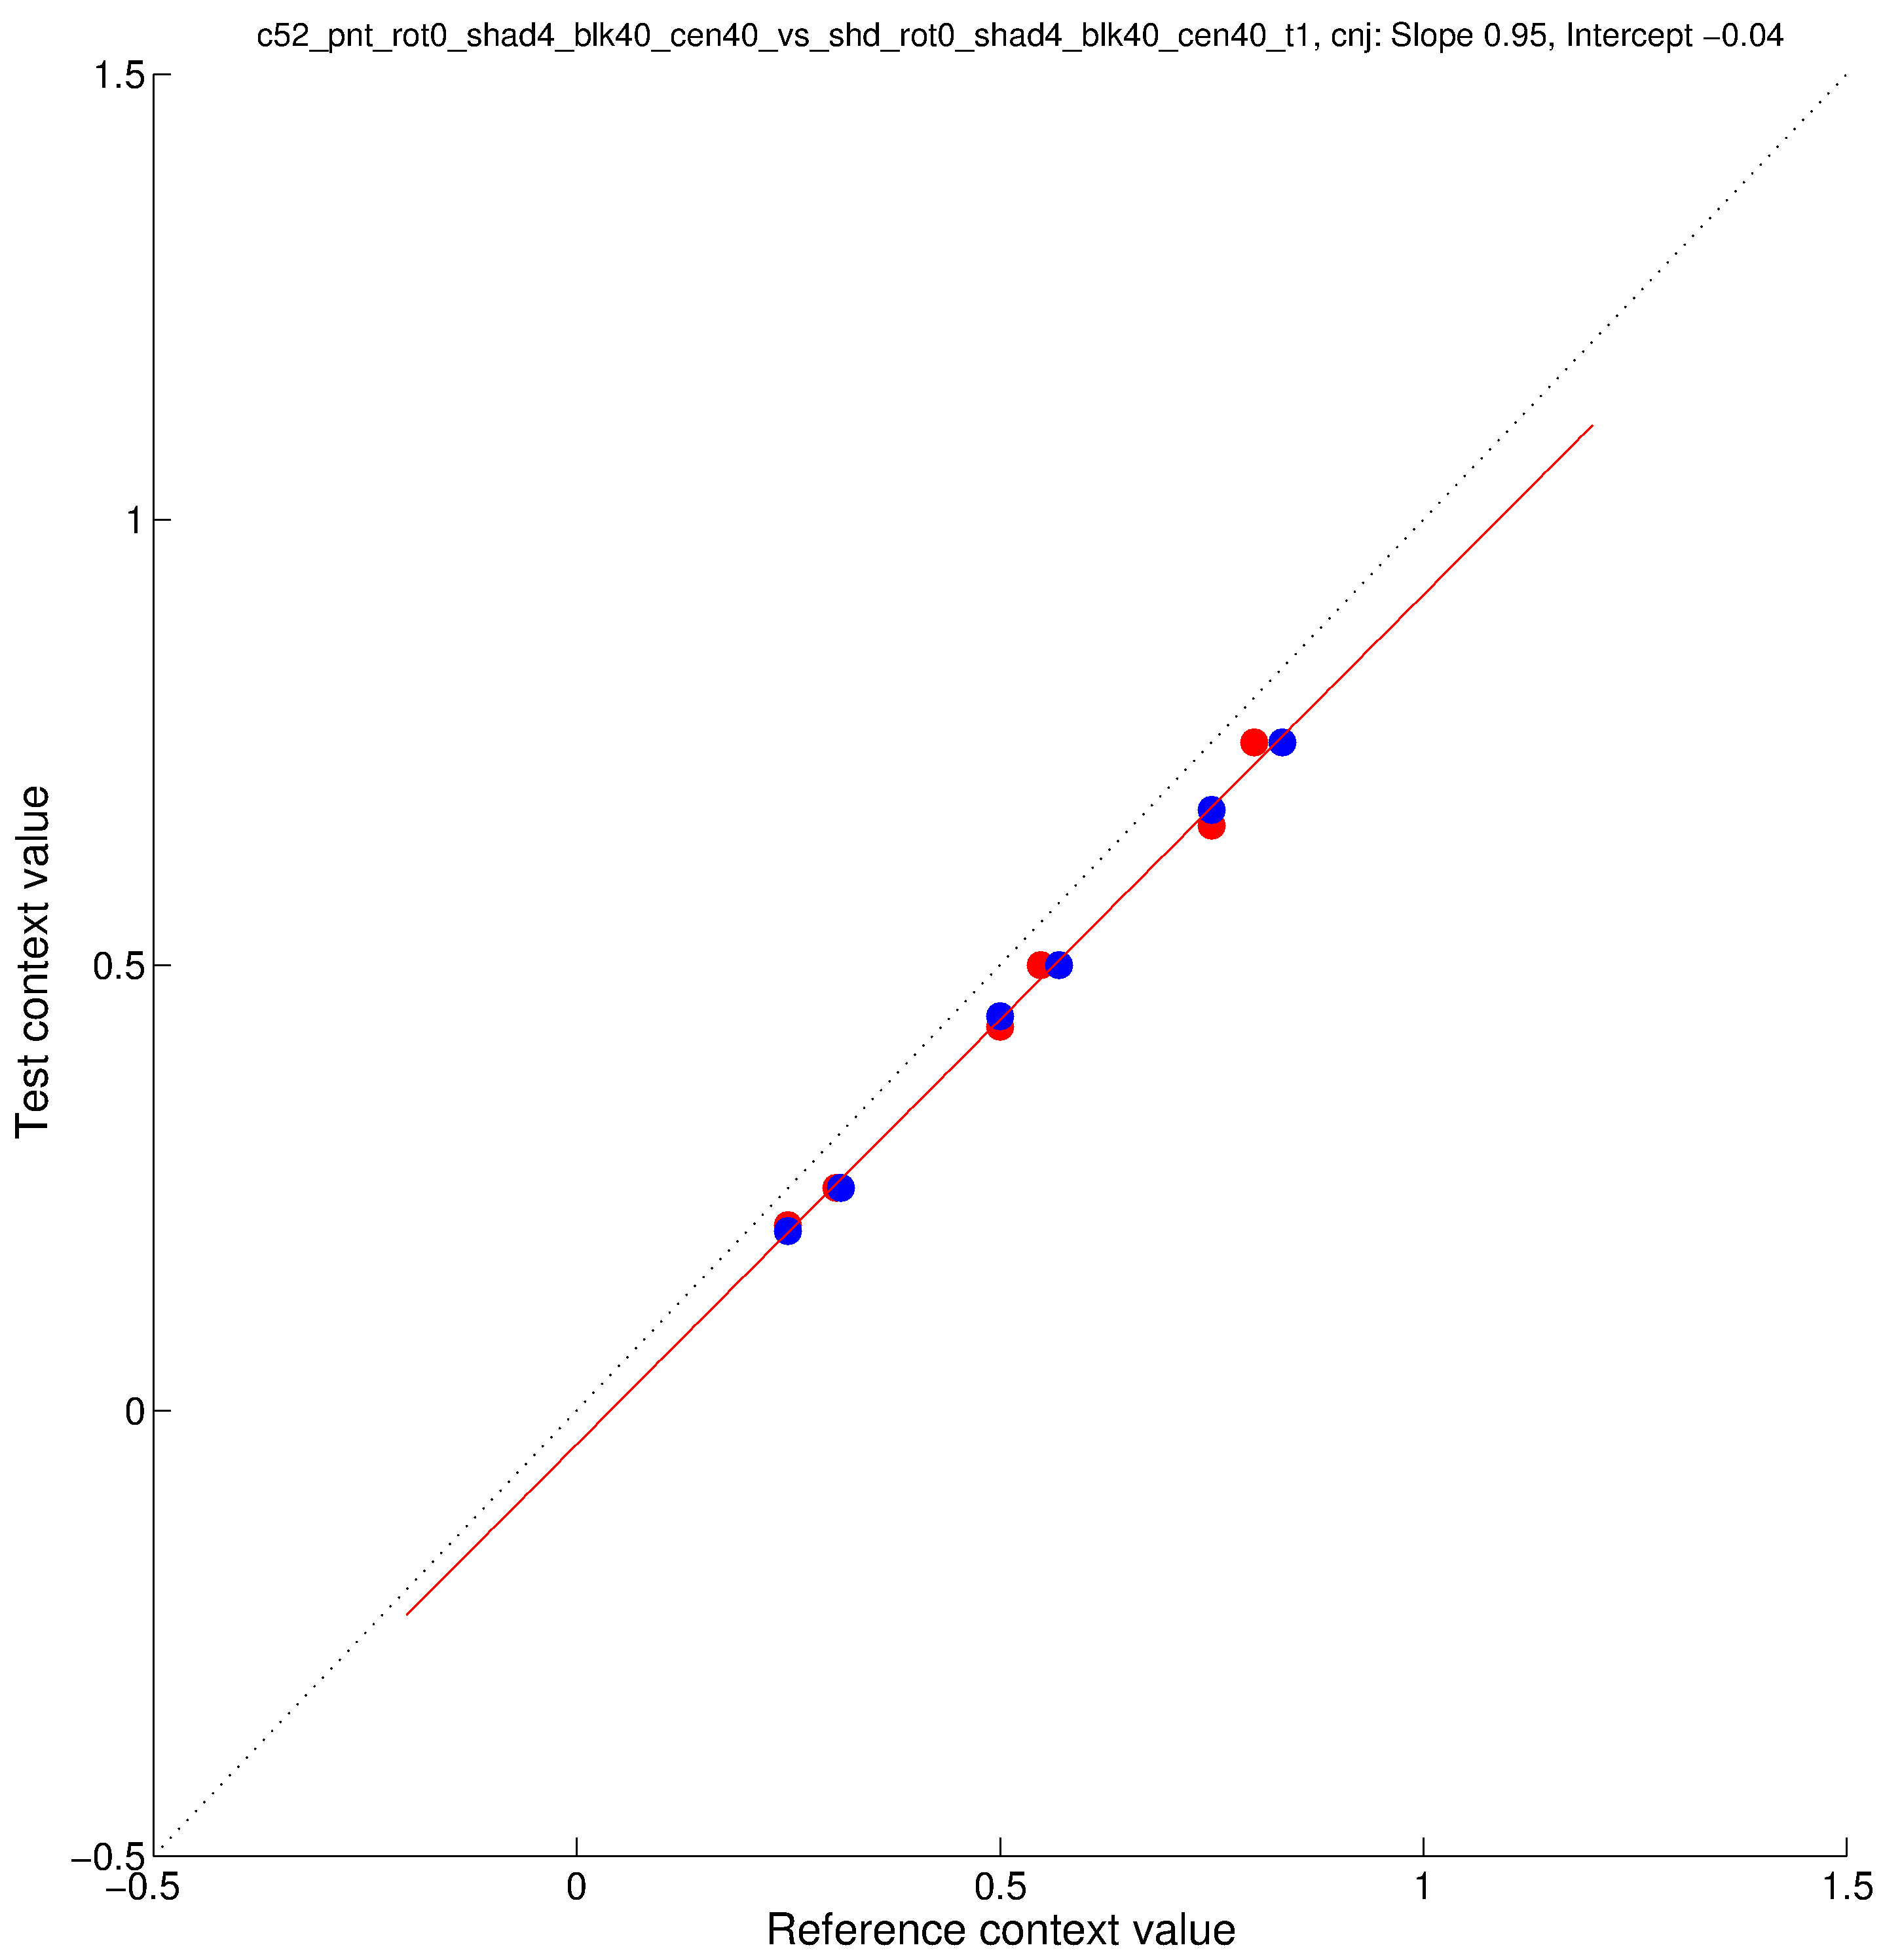 c52_pnt_rot0_shad4_blk40_cen40_vs_shd_rot0_shad4_blk40_cen40_t1, cnj: Slope 0.95, Intercept −0.04
1.5
1
0.5
0
−0.5
Test context value
−0.5 0 0.5 1 1.5
Reference context value